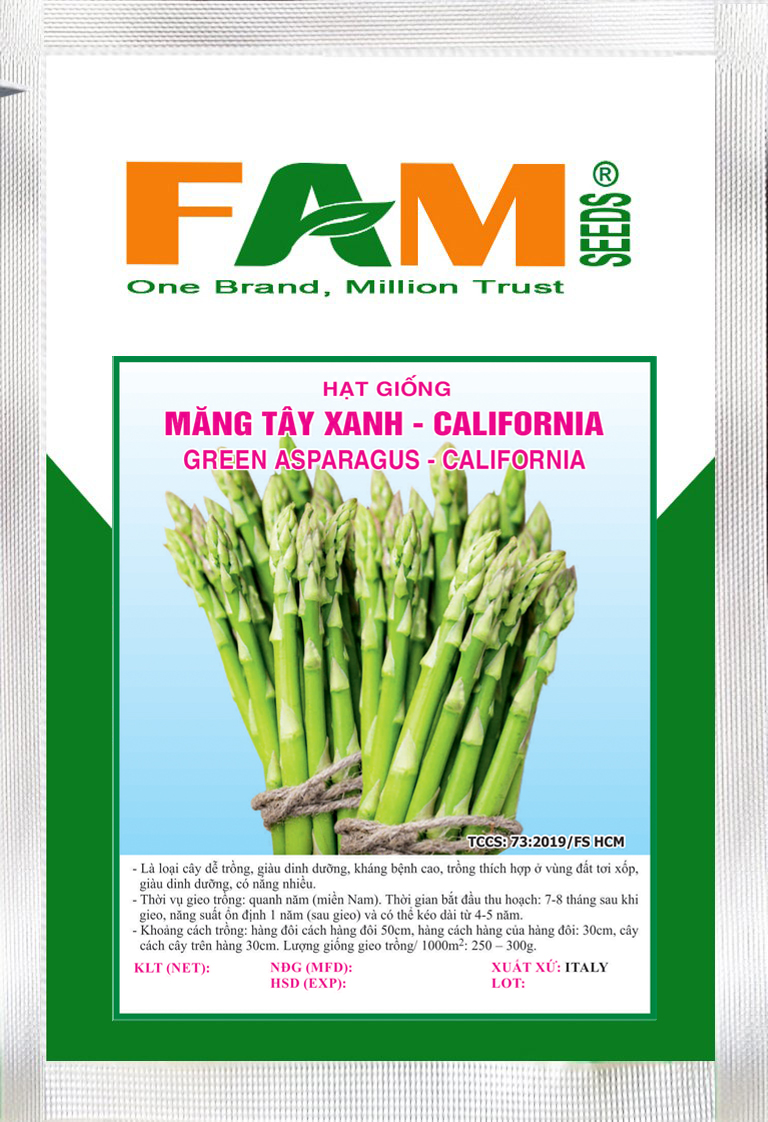 FAM SEEDS®
One Brand, Million Trust
HẠT GIỐNG
MĂNG TÂY XANH - CALIFORNIA
GREEN ASPARAGUS - CALIFORNIA
TCCS: 73:2019/FS HCM
- Là loại cây dễ trồng, giàu dinh dưỡng, kháng bệnh cao, trồng thích hợp ở vùng đất tơi xốp,
giàu dinh dưỡng, có nắng nhiều.
- Thời vụ gieo trồng: quanh năm (miền Nam). Thời gian bắt đầu thu hoạch: 7-8 tháng sau khi
gieo, năng suất ổn định 1 năm (sau gieo) và có thể kéo dài từ 4-5 năm.
- Khoảng cách trồng: hàng đôi cách hàng đôi 50cm, hàng cách hàng của hàng đôi: 30cm, cây
cách cây trên hàng 30cm. Lượng giống gieo trồng/ 1000m²: 250 – 300g.
KLT (NET): NĐG (MFD): XUẤT XỨ: ITALY
HSD (EXP): LOT: